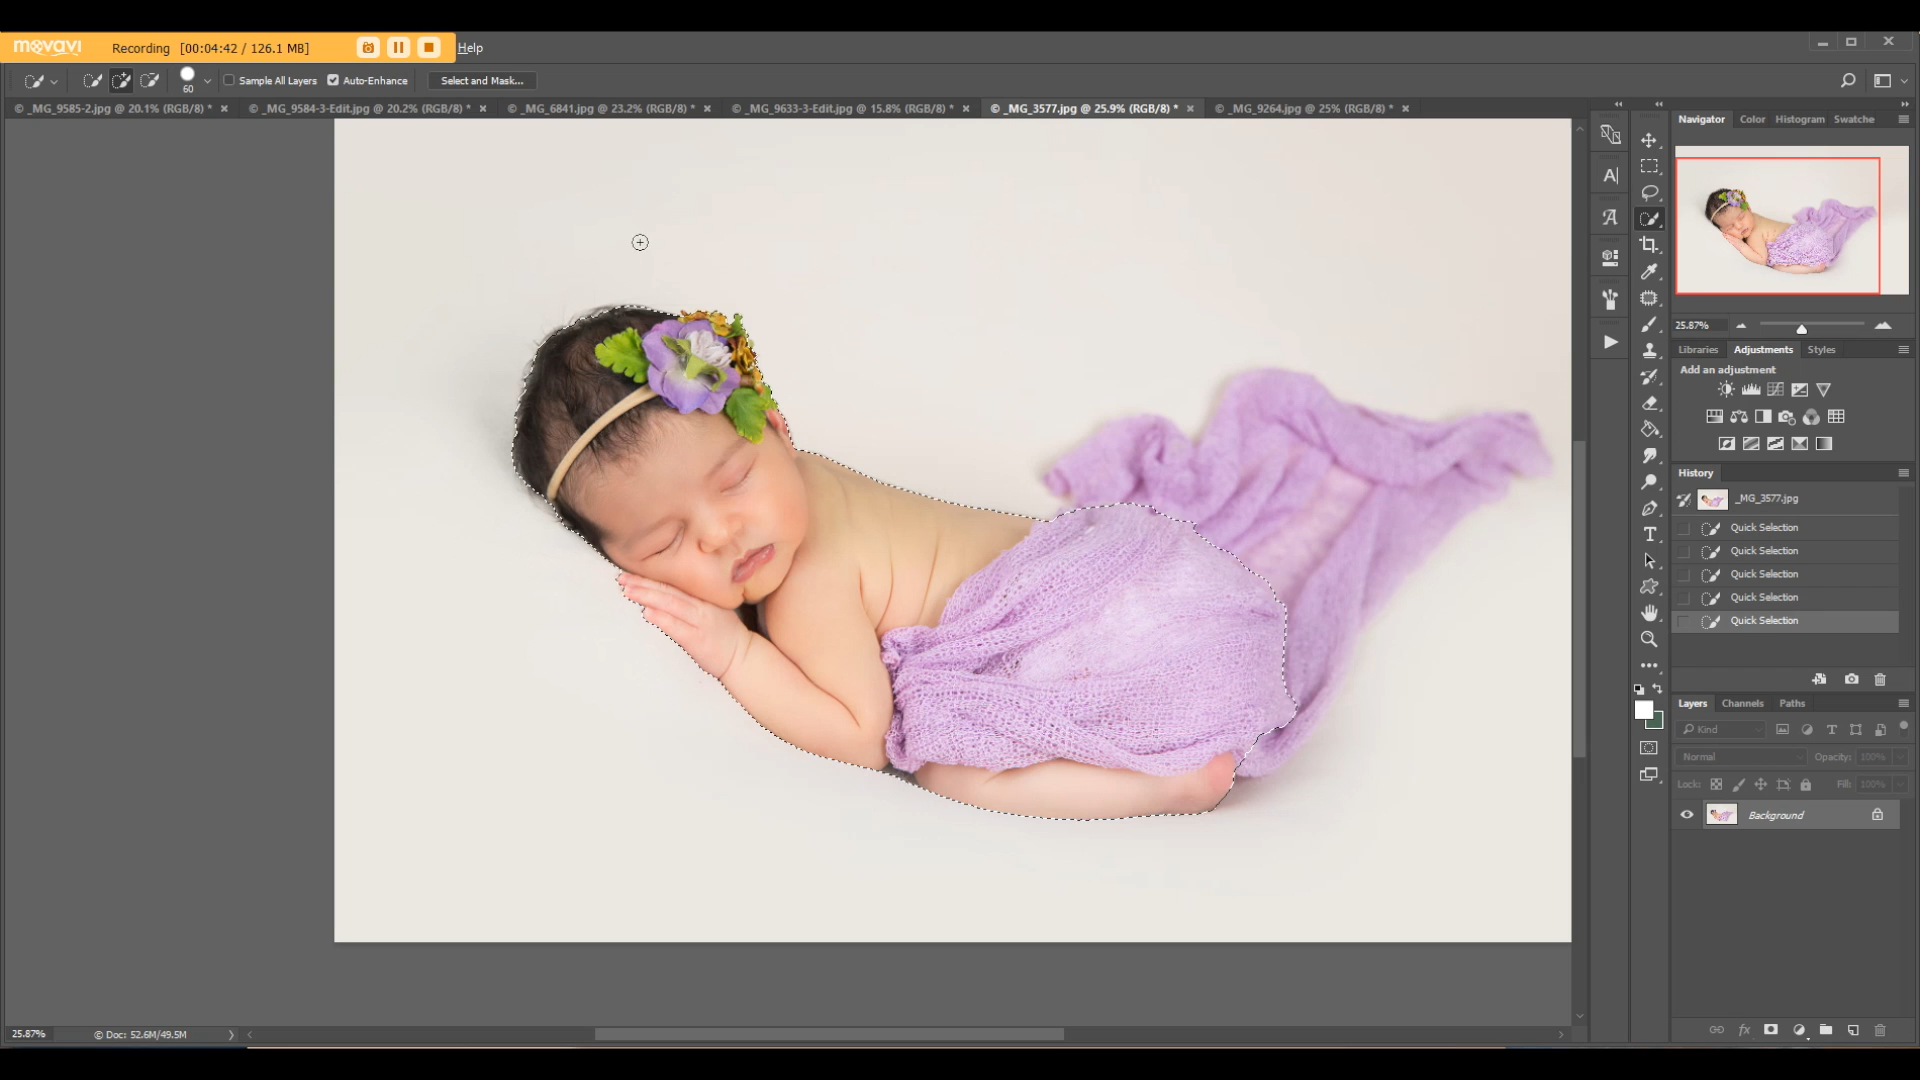 movavi Recording [00:04:42 / 126.1 MB] Help
60 Sample All Layers Auto-Enhance Select and Mask...
© _MG_9585-2.jpg @ 20.1% (RGB/8) * × © _MG_9584-3-Edit.jpg @ 20.2% (RGB/8) * × © _MG_6841.jpg @ 23.2% (RGB/8) * × © _MG_9633-3-Edit.jpg @ 15.8% (RGB/8) * × © _MG_3577.jpg @ 25.9% (RGB/8) * × © _MG_9264.jpg @ 25% (RGB/8) * ×
Navigator Color Histogram Swatche
25.87%
Libraries Adjustments Styles
Add an adjustment
History
_MG_3577.jpg
Quick Selection
Quick Selection
Quick Selection
Quick Selection
Quick Selection
Layers Channels Paths
Kind
Normal Opacity: 100%
Lock: Fill: 100%
Background
25.87% © Doc: 52.6M/49.5M